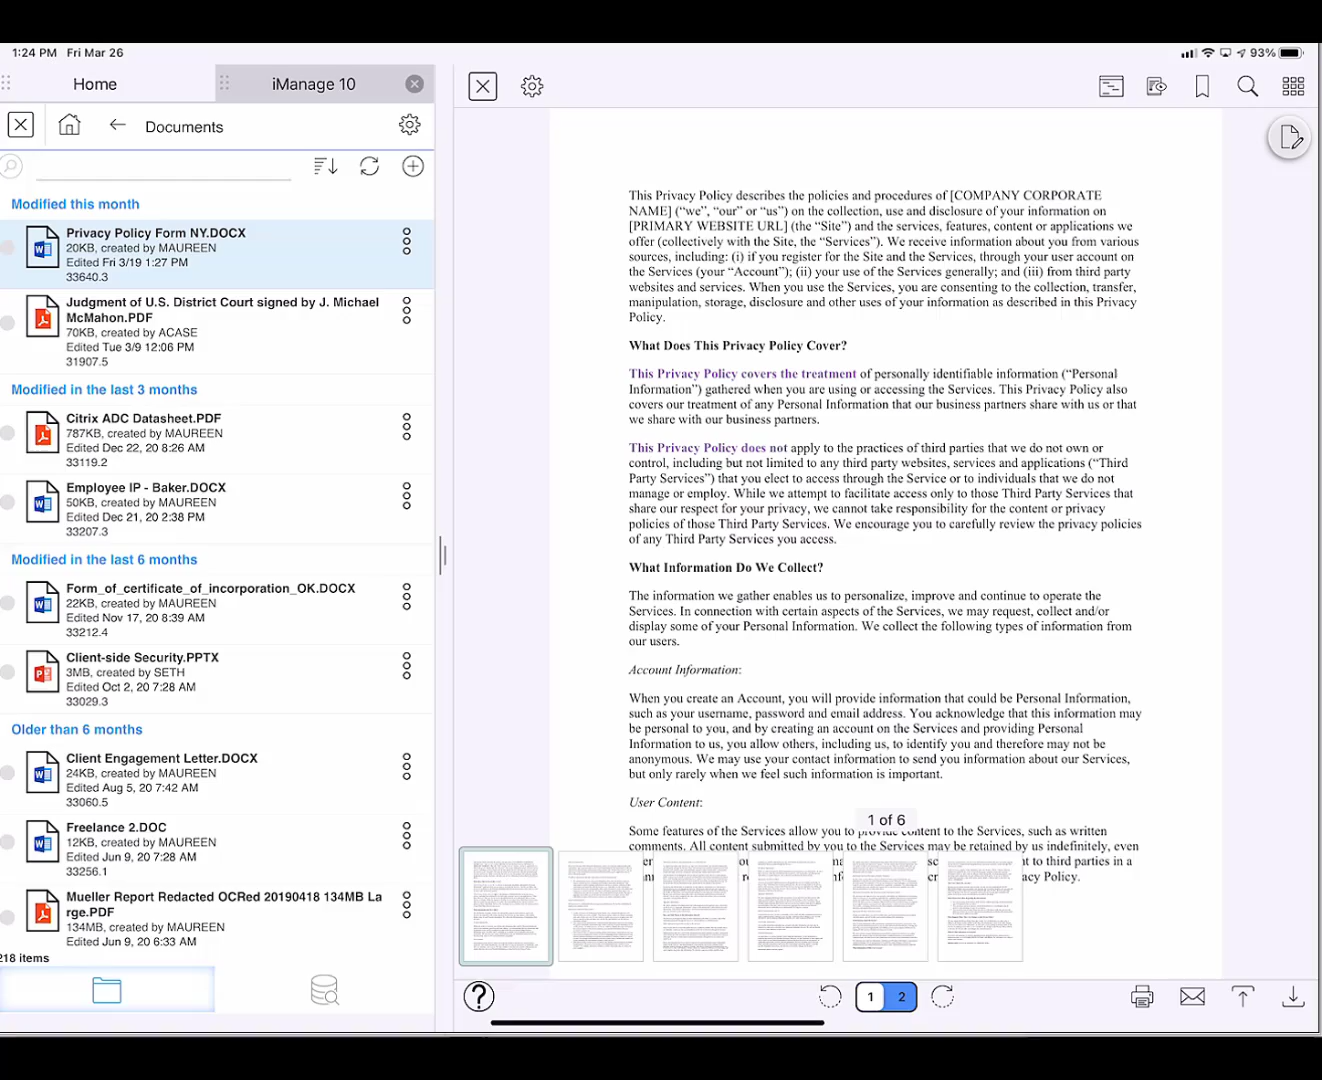 1:24 PM Fri Mar 26
93%
Home
iManage 10
Documents
Modified this month
Privacy Policy Form NY.DOCX
20KB, created by MAUREEN
Edited Fri 3/19 1:27 PM
33640.3
Judgment of U.S. District Court signed by J. Michael
McMahon.PDF
70KB, created by ACASE
Edited Tue 3/9 12:06 PM
31907.5
Modified in the last 3 months
Citrix ADC Datasheet.PDF
787KB, created by MAUREEN
Edited Dec 22, 20 8:26 AM
33119.2
Employee IP - Baker.DOCX
50KB, created by MAUREEN
Edited Dec 21, 20 2:38 PM
33207.3
Modified in the last 6 months
Form_of_certificate_of_incorporation_OK.DOCX
22KB, created by MAUREEN
Edited Nov 17, 20 8:39 AM
33212.4
Client-side Security.PPTX
3MB, created by SETH
Edited Oct 2, 20 7:28 AM
33029.3
Older than 6 months
Client Engagement Letter.DOCX
24KB, created by MAUREEN
Edited Aug 5, 20 7:42 AM
33060.5
Freelance 2.DOC
12KB, created by MAUREEN
Edited Jun 9, 20 7:28 AM
33256.1
Mueller Report Redacted OCRed 20190418 134MB La
rge.PDF
134MB, created by MAUREEN
Edited Jun 9, 20 6:33 AM
218 items
This Privacy Policy describes the policies and procedures of [COMPANY CORPORATE
NAME] (“we”, “our” or “us”) on the collection, use and disclosure of your information on
[PRIMARY WEBSITE URL] (the “Site”) and the services, features, content or applications we
offer (collectively with the Site, the “Services”). We receive information about you from various
sources, including: (i) if you register for the Site and the Services, through your user account on
the Services (your “Account”); (ii) your use of the Services generally; and (iii) from third party
websites and services. When you use the Services, you are consenting to the collection, transfer,
manipulation, storage, disclosure and other uses of your information as described in this Privacy
Policy.
What Does This Privacy Policy Cover?
This Privacy Policy covers the treatment of personally identifiable information (“Personal
Information”) gathered when you are using or accessing the Services. This Privacy Policy also
covers our treatment of any Personal Information that our business partners share with us or that
we share with our business partners.
This Privacy Policy does not apply to the practices of third parties that we do not own or
control, including but not limited to any third party websites, services and applications (“Third
Party Services”) that you elect to access through the Service or to individuals that we do not
manage or employ. While we attempt to facilitate access only to those Third Party Services that
share our respect for your privacy, we cannot take responsibility for the content or privacy
policies of those Third Party Services. We encourage you to carefully review the privacy policies
of any Third Party Services you access.
What Information Do We Collect?
The information we gather enables us to personalize, improve and continue to operate the
Services. In connection with certain aspects of the Services, we may request, collect and/or
display some of your Personal Information. We collect the following types of information from
our users.
Account Information:
When you create an Account, you will provide information that could be Personal Information,
such as your username, password and email address. You acknowledge that this information may
be personal to you, and by creating an account on the Services and providing Personal
Information to us, you allow others, including us, to identify you and therefore may not be
anonymous. We may use your contact information to send you information about our Services,
but only rarely when we feel such information is important.
User Content:
1 of 6
Some features of the Services allow you to provide content to the Services, such as written
comments. All content submitted by you to the Services may be retained by us indefinitely, even
to third parties in a
Policy.
?
1 2